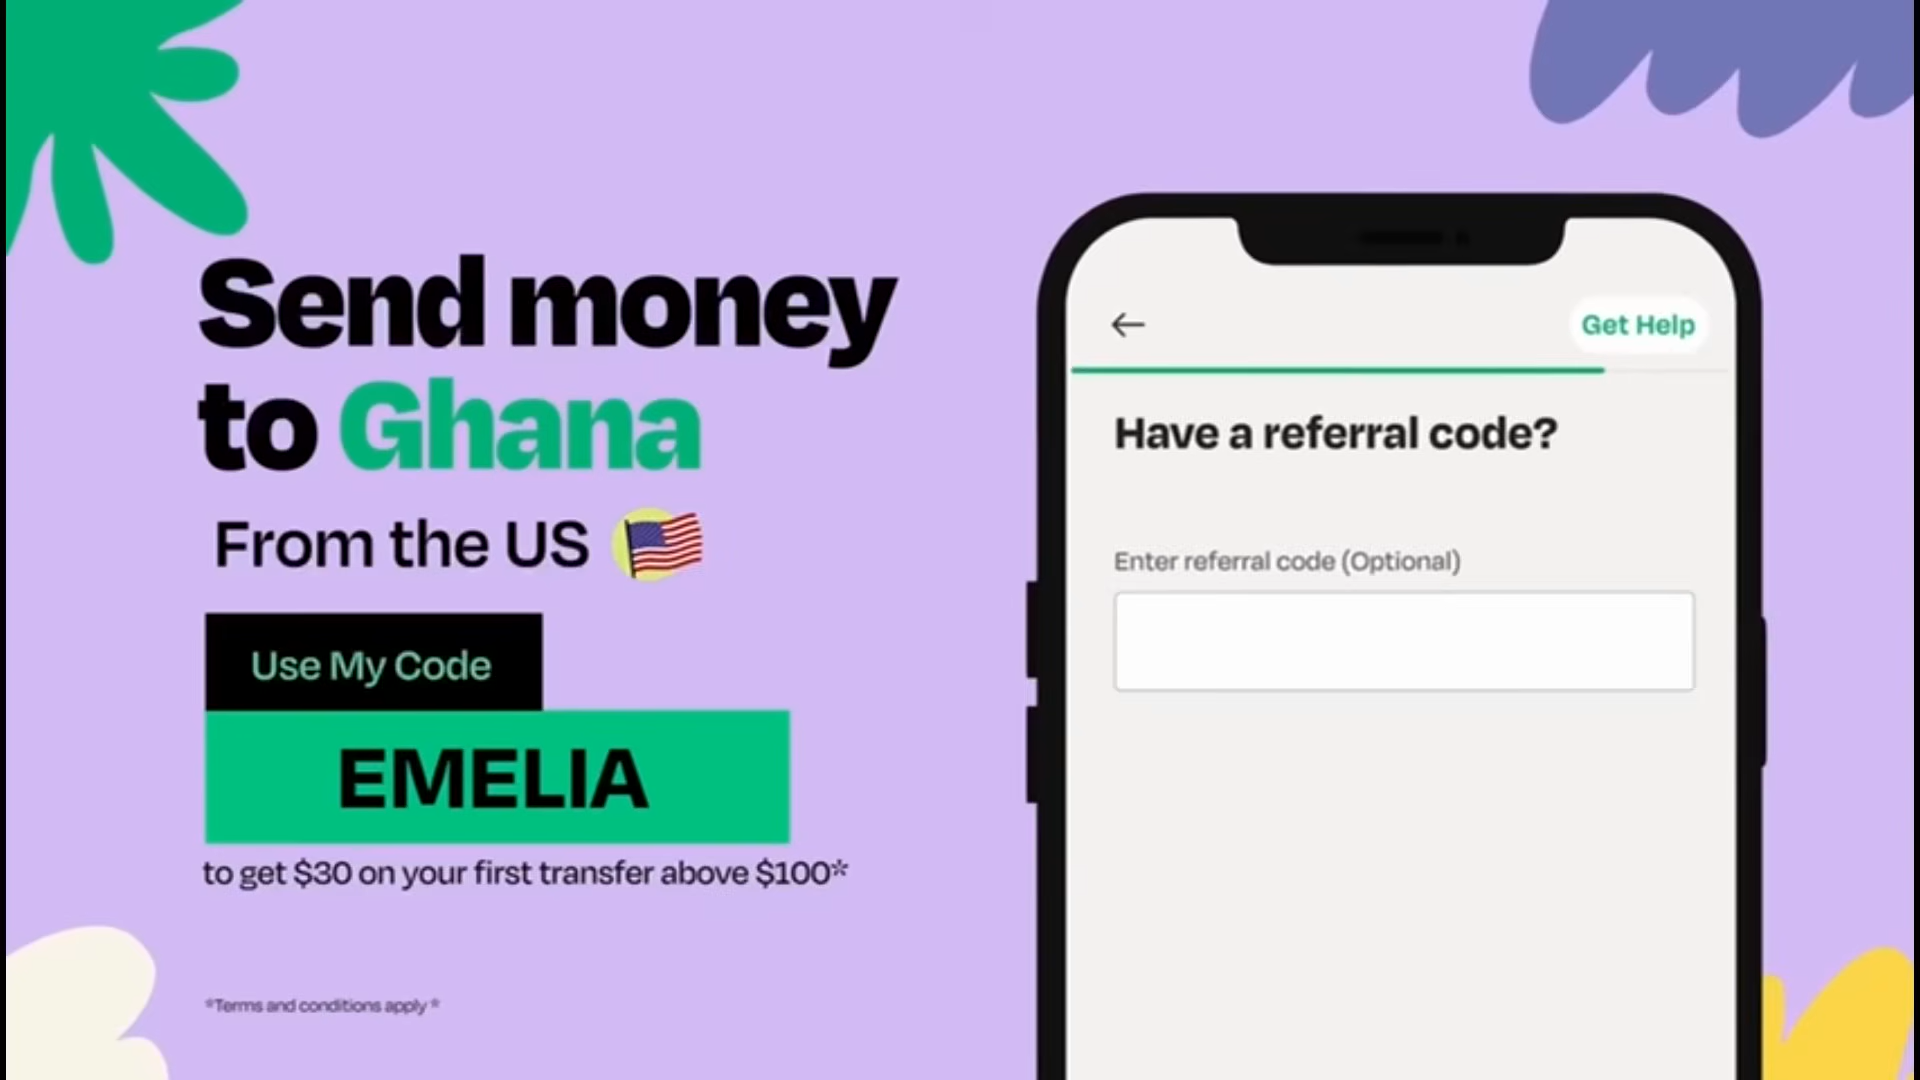 Send money
to Ghana
From the US
Use My Code
EMELIA
to get $30 on your first transfer above $100*
*Terms and conditions apply*
Get Help
Have a referral code?
Enter referral code (Optional)